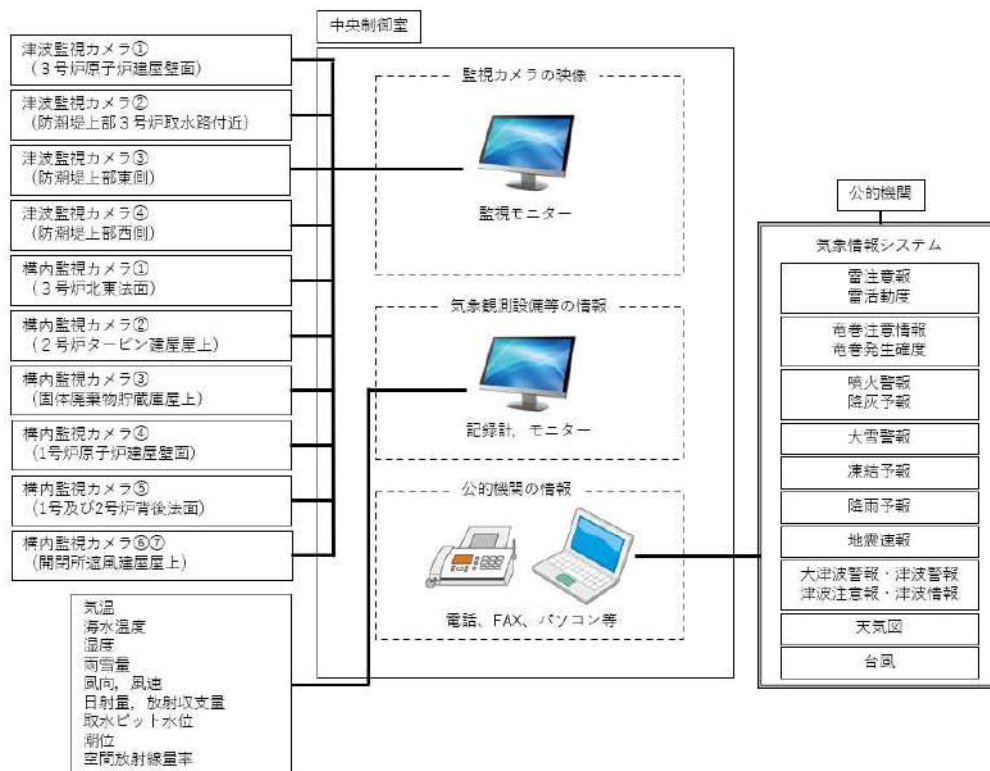 中央制御室
津波監視カメラ①
(3号炉原子炉建屋壁面)
津波監視カメラ②
(防潮堤上部3号炉取水路付近)
津波監視カメラ③
(防潮堤上部東側)
津波監視カメラ④
(防潮堤上部西側)
構内監視カメラ①
(3号炉北東法面)
構内監視カメラ②
(2号炉タービン建屋屋上)
構内監視カメラ③
(固体廃棄物貯蔵庫屋上)
構内監視カメラ④
(1号炉原子炉建屋壁面)
構内監視カメラ⑤
(1号及び2号炉背後法面)
構内監視カメラ⑥⑦
(開閉所遮風建屋屋上)
気温
海水温度
湿度
雨雪量
風向,風速
日射量,放射収支量
取水ピット水位
潮位
空間放射線量率
監視カメラの映像
監視モニター
気象観測設備等の情報
記録計,モニター
公的機関の情報
電話、FAX、パソコン等
公的機関
気象情報システム
雷注意報
雷活動度
竜巻注意情報
竜巻発生確度
噴火警報
降灰予報
大雪警報
凍結予報
降雨予報
地震速報
大津波警報・津波警報
津波注意報・津波情報
天気図
台風